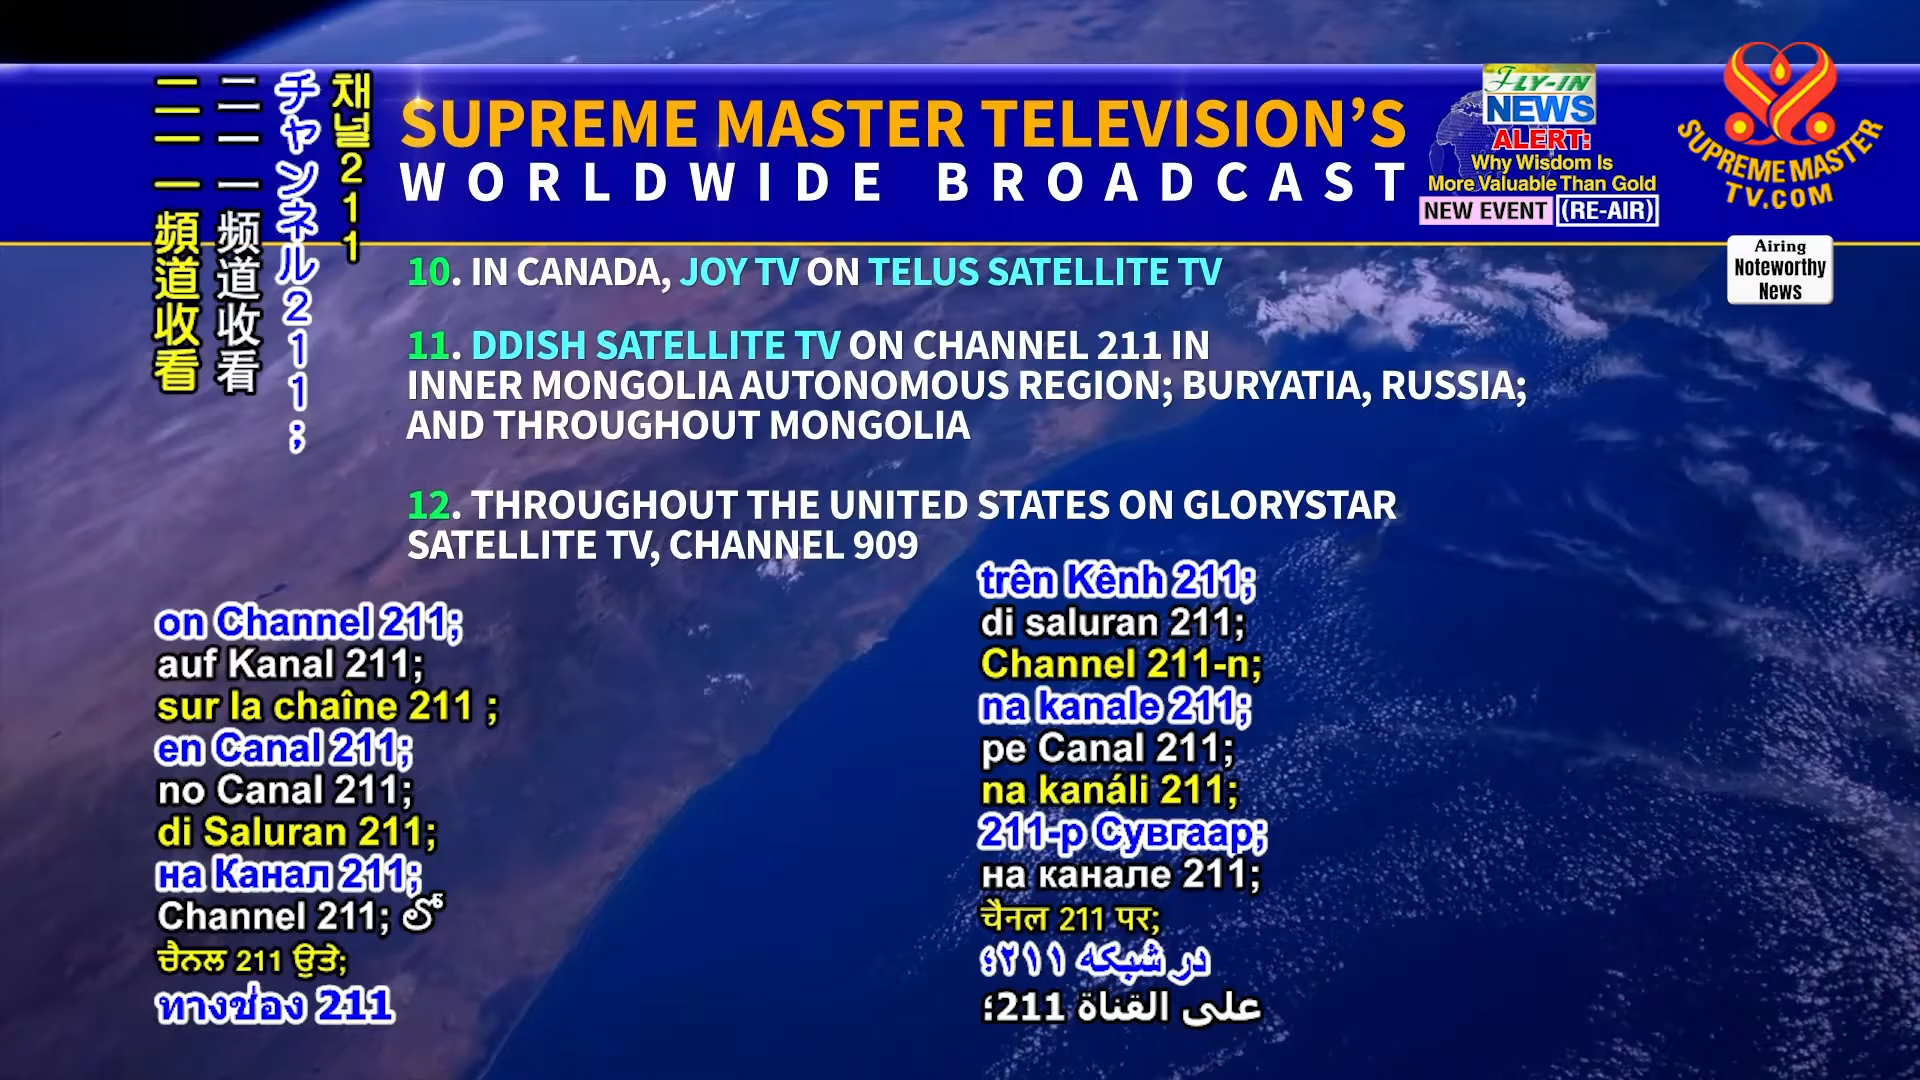 SUPREME MASTER TELEVISION’S
WORLDWIDE BROADCAST
FLY-IN
NEWS
ALERT:
Why Wisdom Is
More Valuable Than Gold
NEW EVENT (RE-AIR)
SUPREME MASTER
TV.COM
Airing
Noteworthy
News
채널211
チャンネル211;
二一一 一频道收看
一一一 一頻道收看
10. IN CANADA, JOY TV ON TELUS SATELLITE TV
11. DDISH SATELLITE TV ON CHANNEL 211 IN
INNER MONGOLIA AUTONOMOUS REGION; BURYATIA, RUSSIA;
AND THROUGHOUT MONGOLIA
12. THROUGHOUT THE UNITED STATES ON GLORYSTAR
SATELLITE TV, CHANNEL 909
on Channel 211;
auf Kanal 211;
sur la chaîne 211 ;
en Canal 211;
no Canal 211;
di Saluran 211;
на Канал 211;
Channel 211; లో
ਚੈਨਲ 211 ਉਤੇ;
ทางช่อง 211
trên Kênh 211;
di saluran 211;
Channel 211-n;
na kanale 211;
pe Canal 211;
na kanáli 211;
211-р Сувгаар;
на канале 211;
चैनल 211 पर;
در شبکه ۲۱۱؛
على القناة 211؛